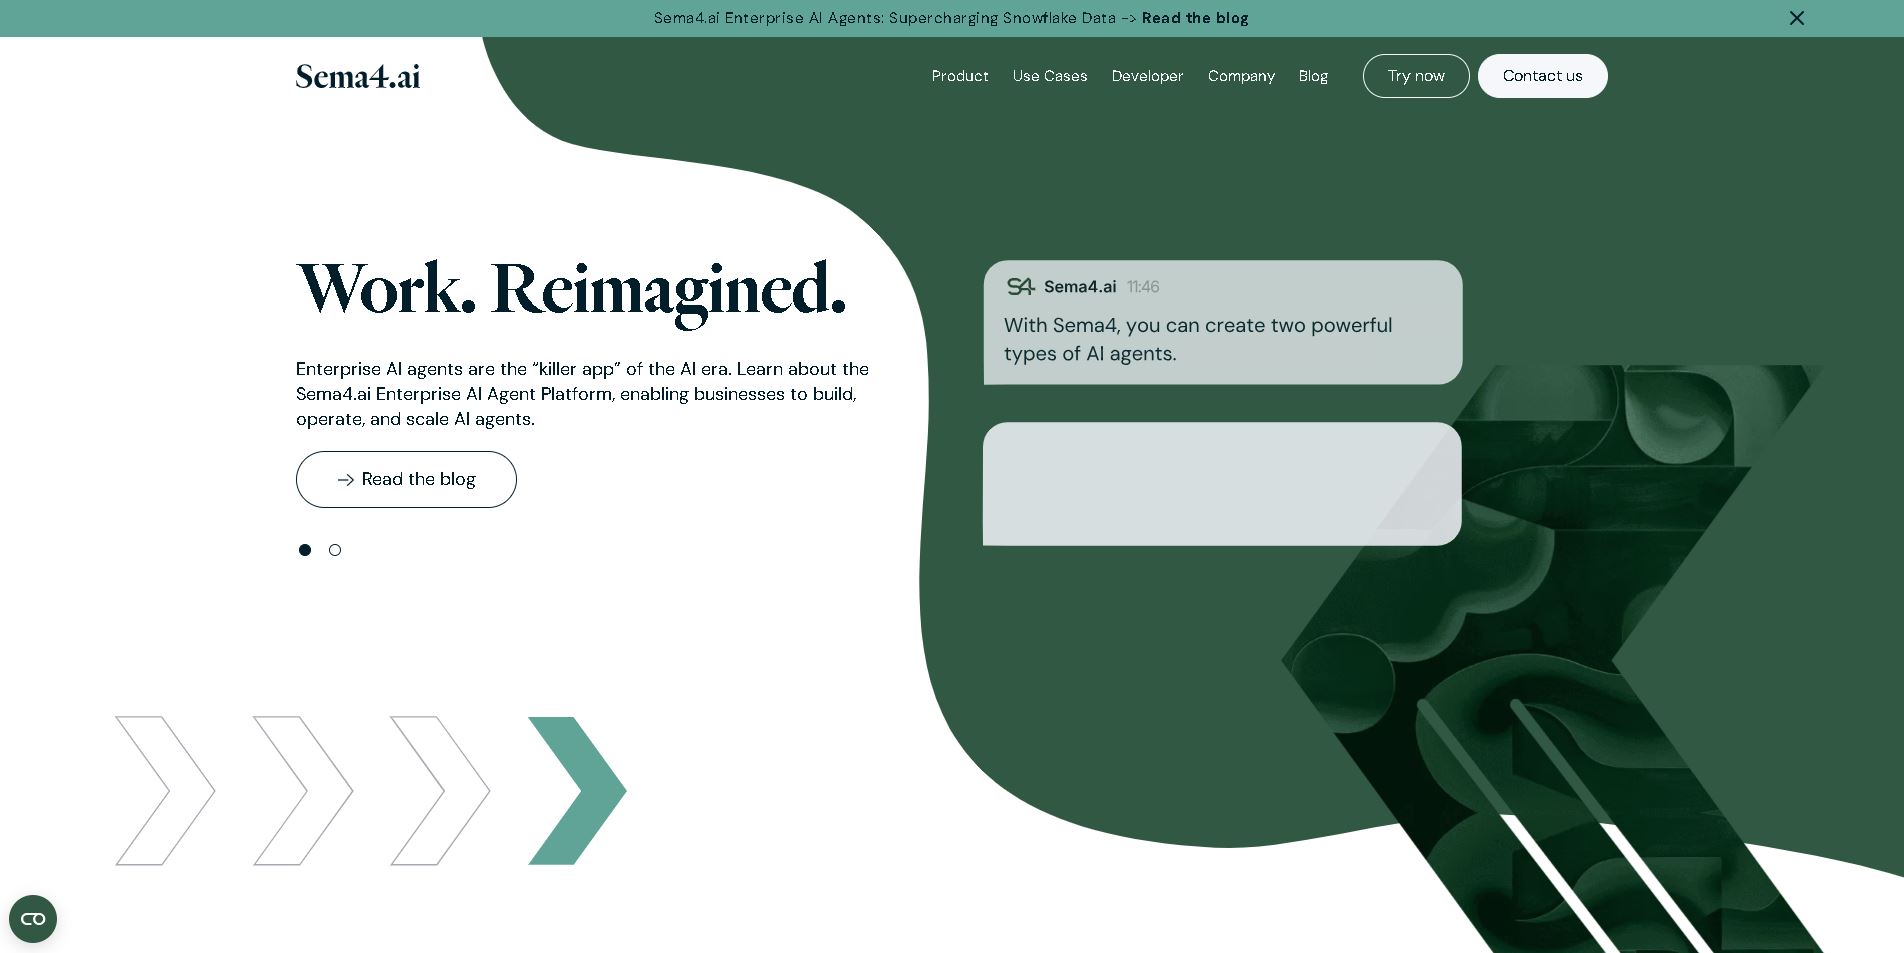 Sema4.ai Enterprise AI Agents: Supercharging Snowflake Data -> Read the blog
Sema4.ai
Product Use Cases Developer Company Blog Try now Contact us
Work. Reimagined.
Enterprise AI agents are the “killer app” of the AI era. Learn about the
Sema4.ai Enterprise AI Agent Platform, enabling businesses to build,
operate, and scale AI agents.
Read the blog
S4 Sema4.ai 11:46
With Sema4, you can create two powerful
types of AI agents.